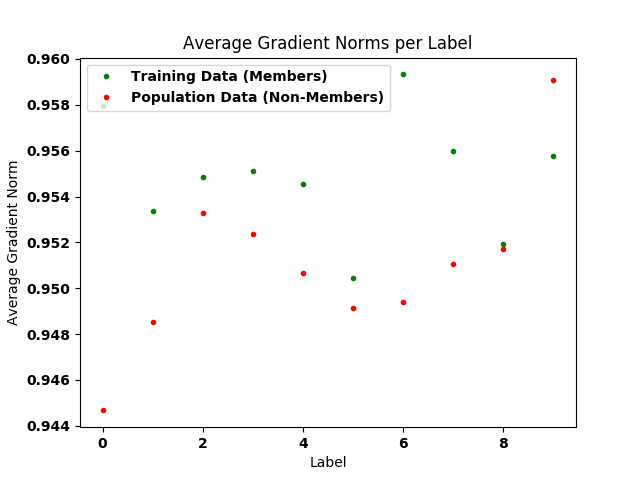 Average Gradient Norms per Label
0.960
Training Data (Members)
Population Data (Non-Members)
0.958
0.956
0.954
0.952
0.950
0.948
0.946
0.944
Average Gradient Norm
0
2
4
6
8
Label